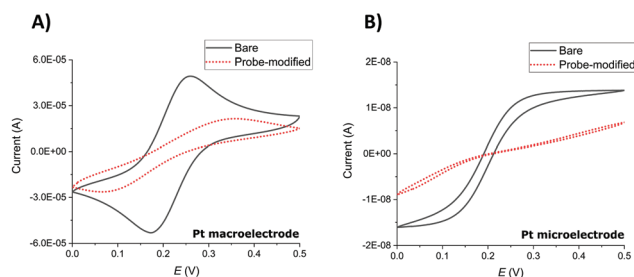 A)
Bare
Probe-modified
6.0E-05
3.0E-05
0.0E+00
-3.0E-05
-6.0E-05
Current (A)
0.0
0.1
0.2
0.3
0.4
0.5
E (V)
Pt macroelectrode
B)
Bare
Probe-modified
2E-08
1E-08
0E+00
-1E-08
-2E-08
Current (A)
0.0
0.1
0.2
0.3
0.4
0.5
E (V)
Pt microelectrode